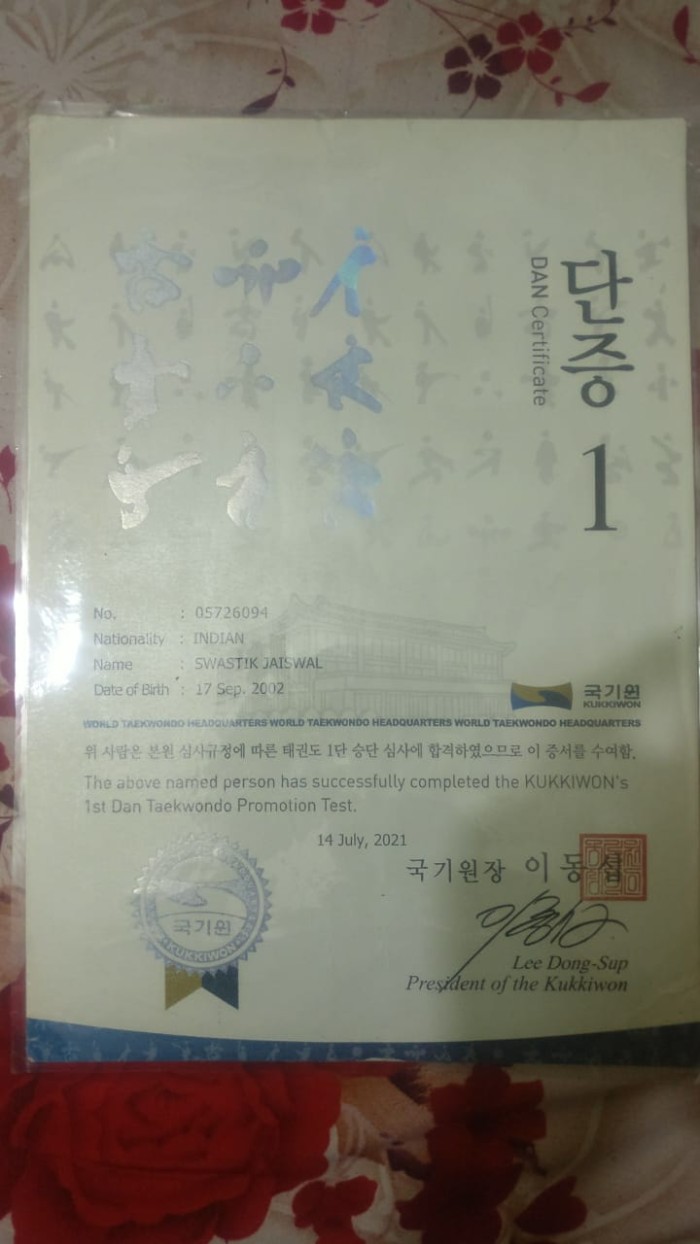 단증
DAN Certificate
1
No. : 05726094
Nationality : INDIAN
Name : SWASTIK JAISWAL
Date of Birth : 17 Sep. 2002
국기원
KUKKIWON
WORLD TAEKWONDO HEADQUARTERS WORLD TAEKWONDO HEADQUARTERS WORLD TAEKWONDO HEADQUARTERS
위 사람은 본원 심사규정에 따른 태권도 1단 승단 심사에 합격하였으므로 이 증서를 수여함.
The above named person has successfully completed the KUKKIWON's
1st Dan Taekwondo Promotion Test.
14 July, 2021
국기원장 이동섭
국기원
KUKKIWON
Lee Dong-Sup
President of the Kukkiwon